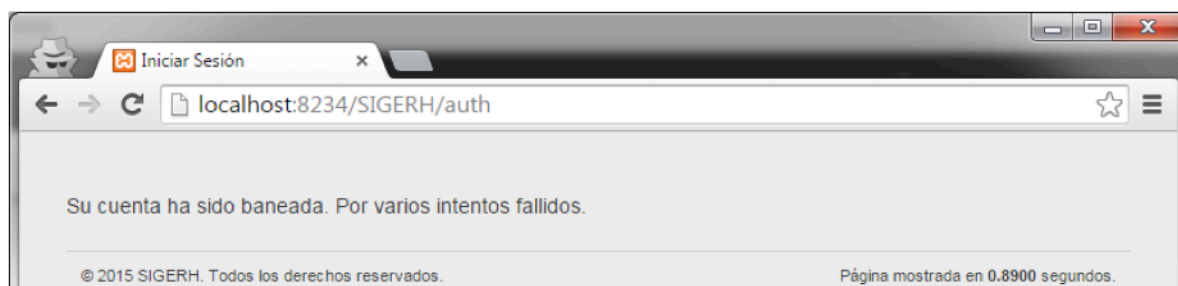 Iniciar Sesión
localhost:8234/SIGERH/auth
Su cuenta ha sido baneada. Por varios intentos fallidos.
© 2015 SIGERH. Todos los derechos reservados. Página mostrada en 0.8900 segundos.